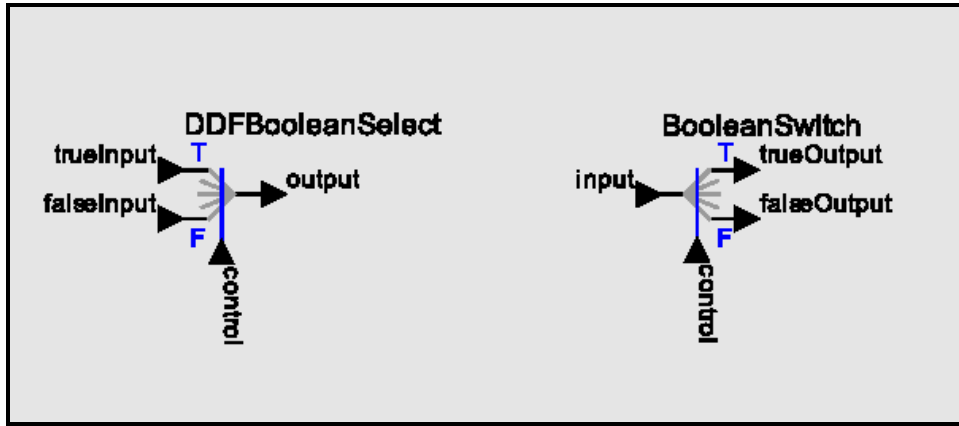 DDFBooleanSelect
T
trueInput
output
falseInput
F
control
BooleanSwitch
T
trueOutput
input
falseOutput
F
control